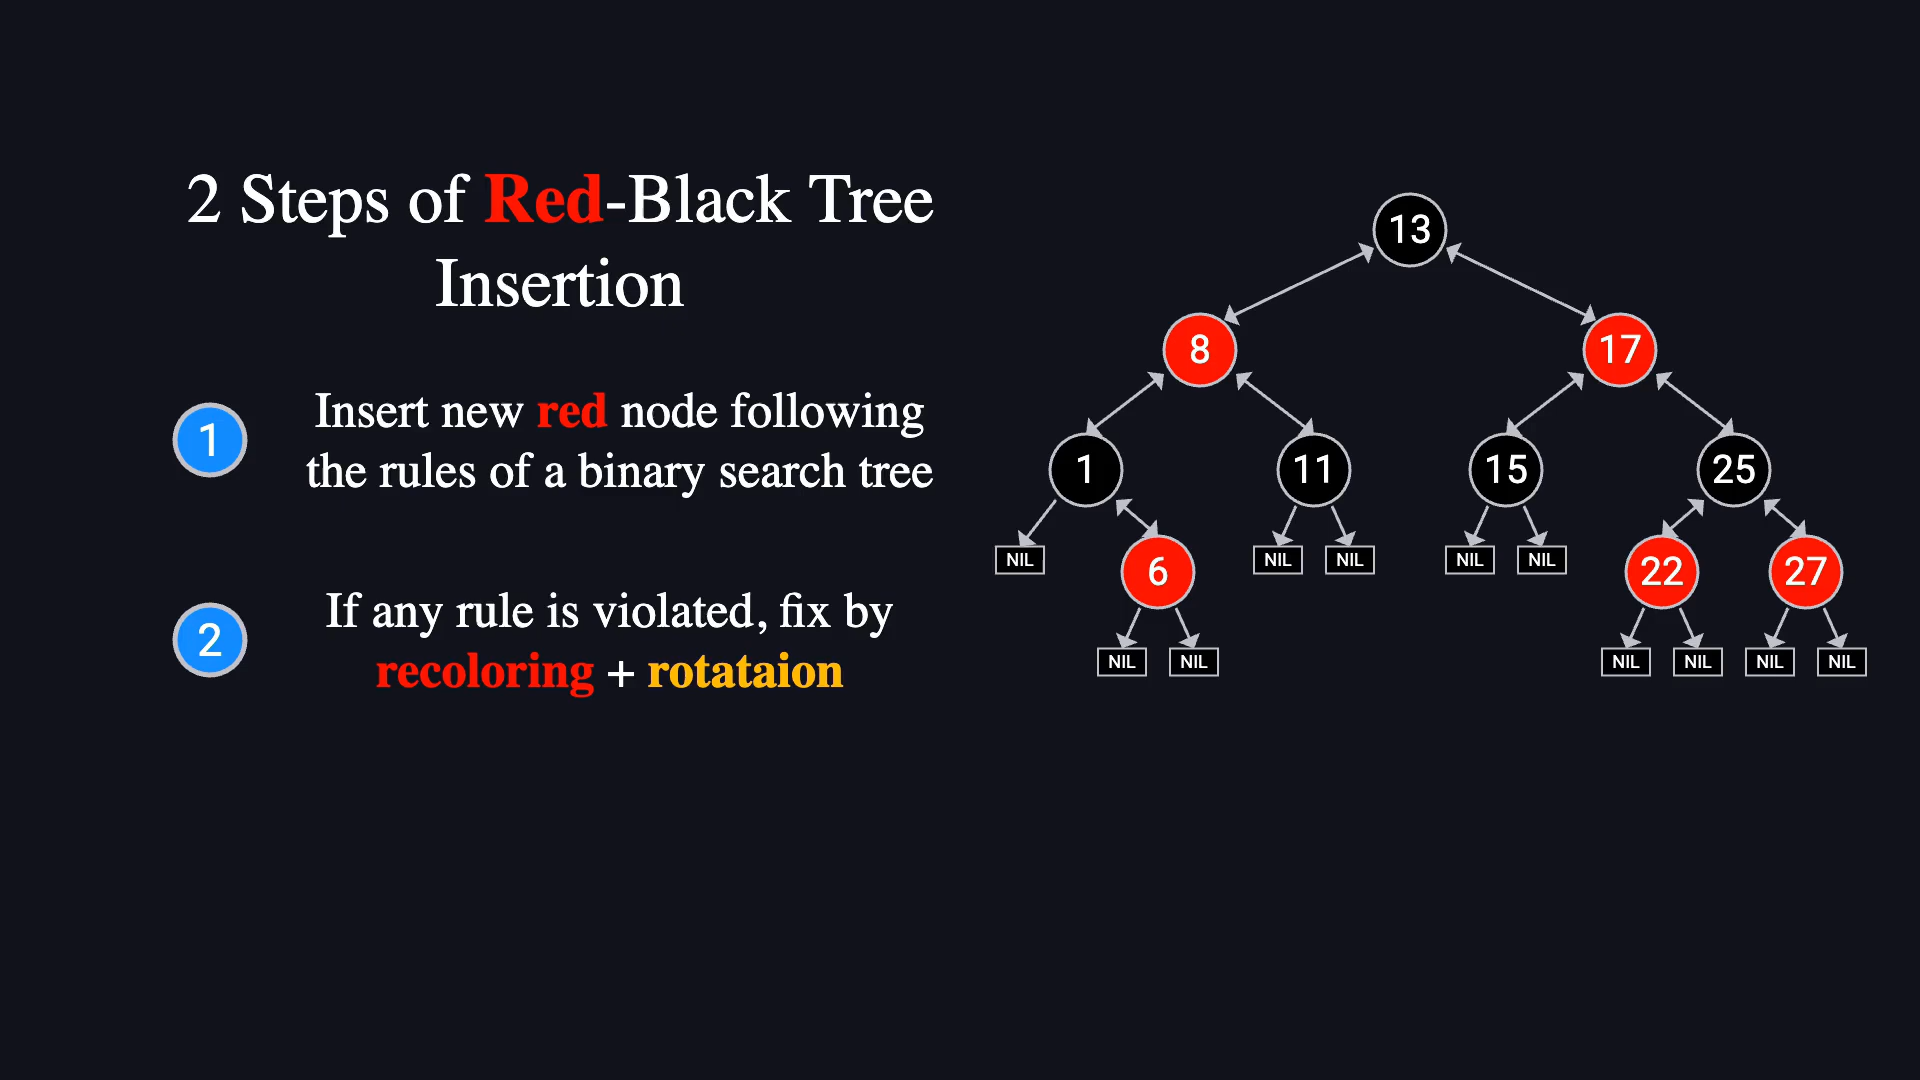 2 Steps of Red-Black Tree
Insertion
1
Insert new red node following
the rules of a binary search tree
2
If any rule is violated, fix by
recoloring + rotataion
13
8 17
1 11 15 25
NIL 6 NIL NIL NIL NIL 22 27
NIL NIL NIL NIL NIL NIL